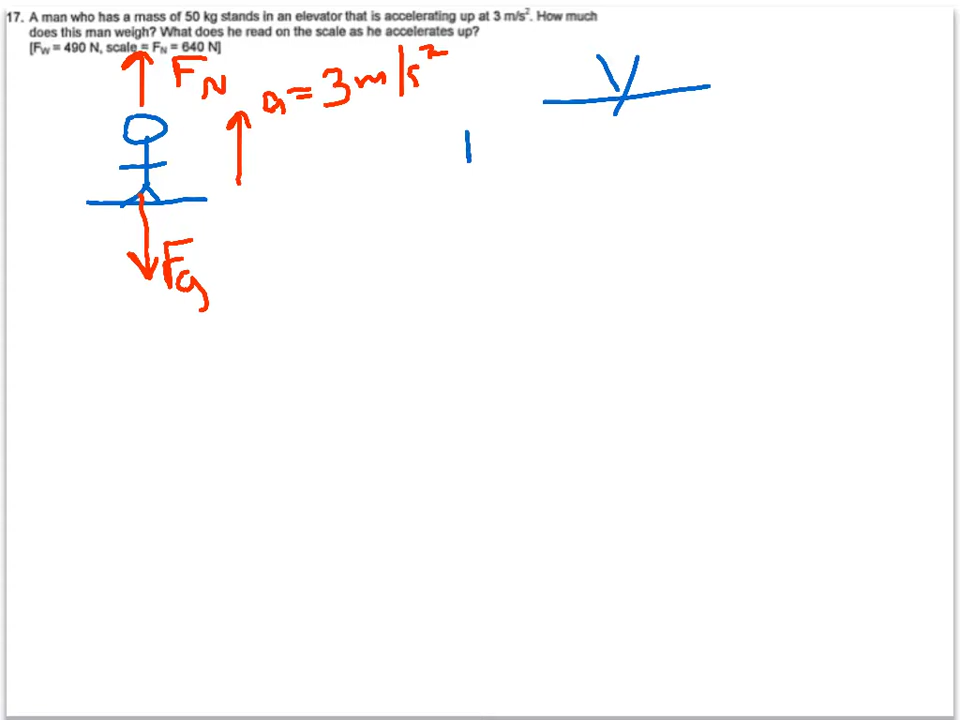 17. A man who has a mass of 50 kg stands in an elevator that is accelerating up at 3 m/s². How much
does this man weigh? What does he read on the scale as he accelerates up?
[Fw = 490 N, scale = FN = 640 N]
FN
a = 3 m/s²
y
Fg